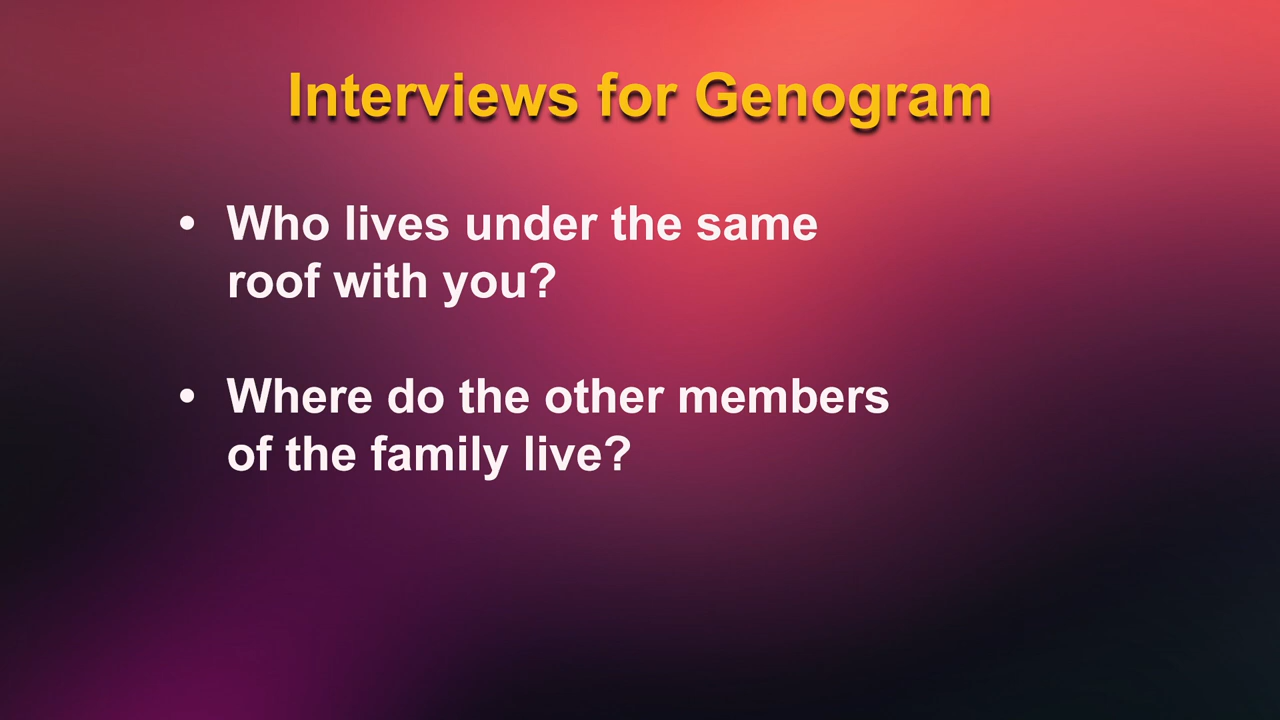 Interviews for Genogram
• Who lives under the same
roof with you?
• Where do the other members
of the family live?